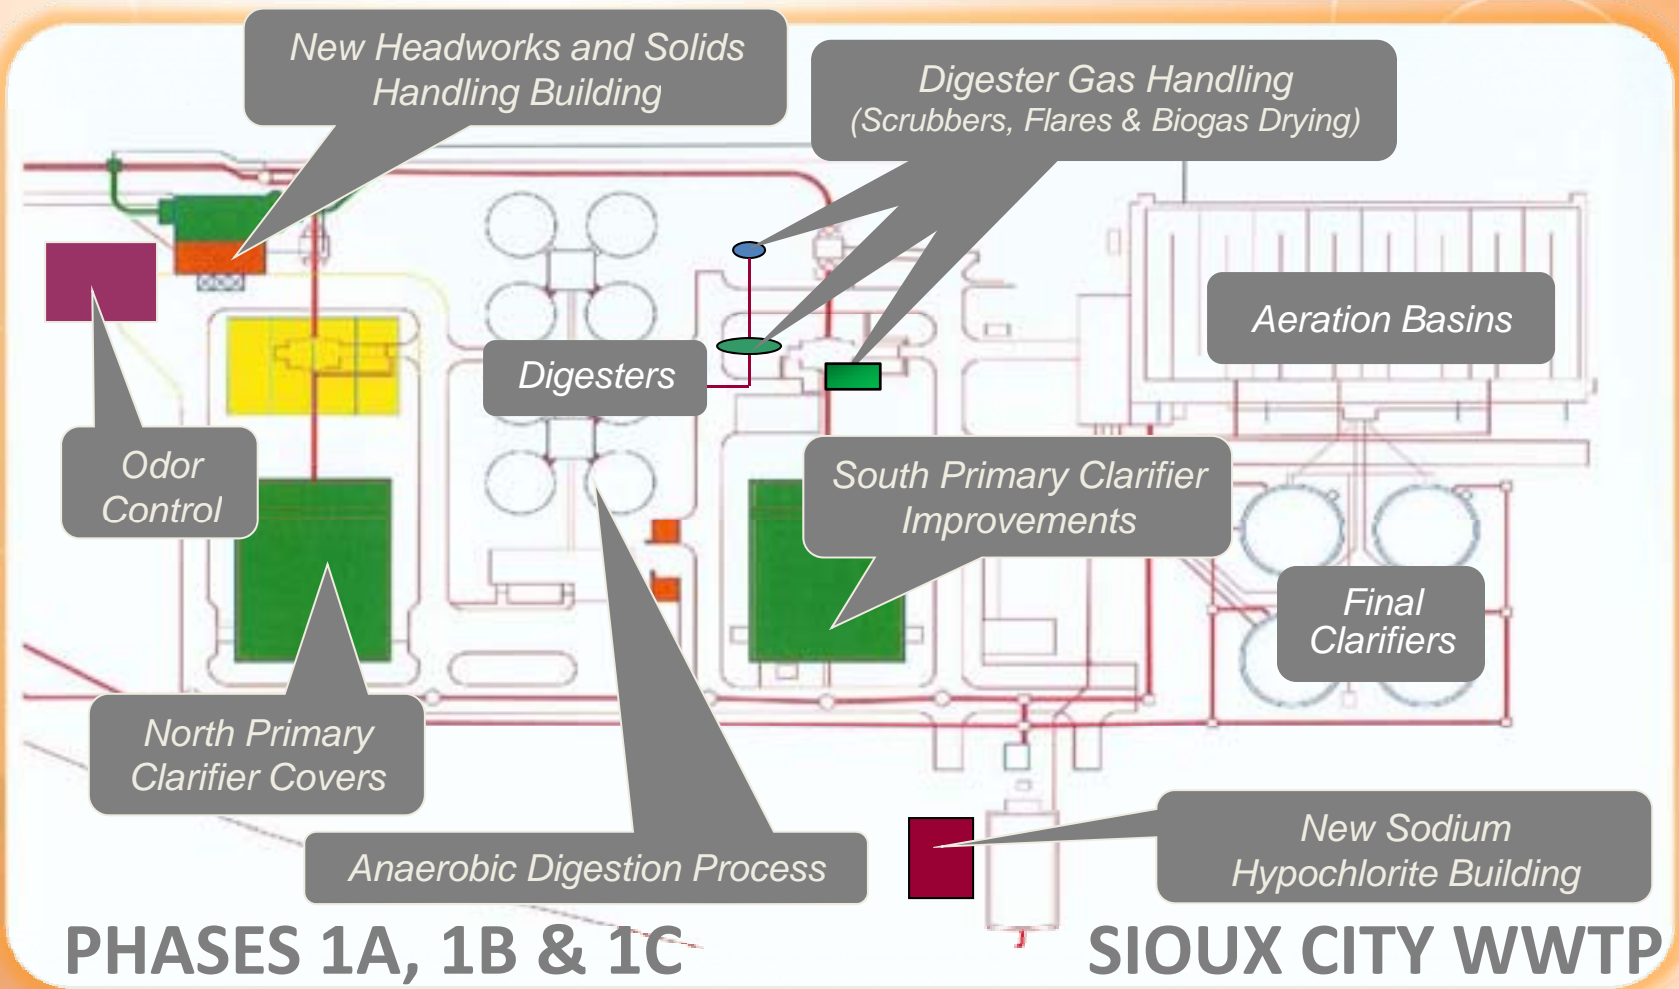 New Headworks and Solids
Handling Building
Digester Gas Handling
(Scrubbers, Flares & Biogas Drying)
Aeration Basins
Digesters
Odor
Control
South Primary Clarifier
Improvements
Final
Clarifiers
North Primary
Clarifier Covers
Anaerobic Digestion Process
New Sodium
Hypochlorite Building
PHASES 1A, 1B & 1C
SIOUX CITY WWTP